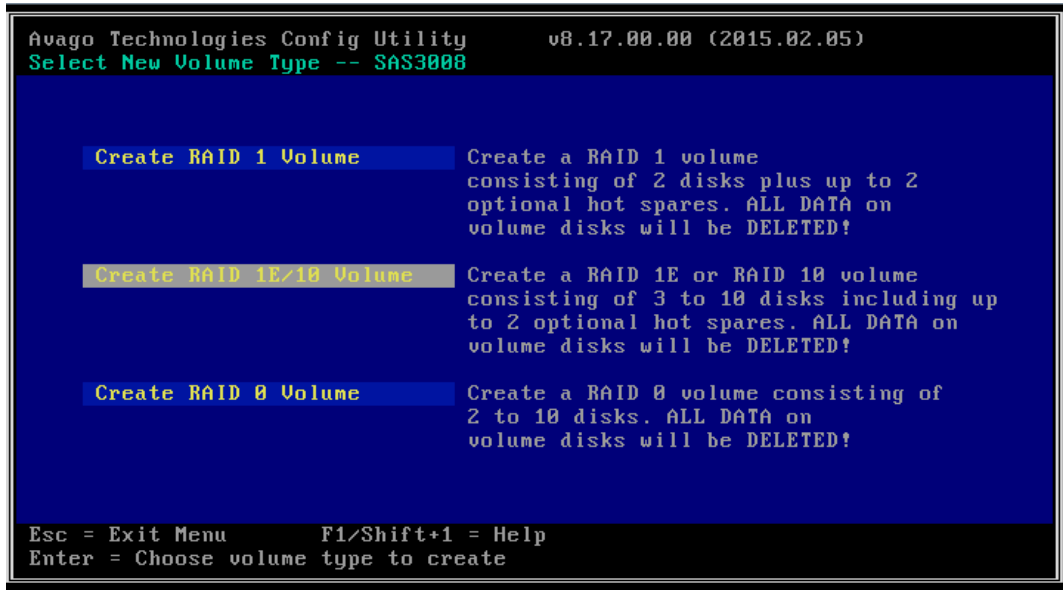 Avago Technologies Config Utility v8.17.00.00 (2015.02.05)
Select New Volume Type -- SAS3008
Create RAID 1 Volume
Create a RAID 1 volume
consisting of 2 disks plus up to 2
optional hot spares. ALL DATA on
volume disks will be DELETED!
Create RAID 1E/10 Volume
Create a RAID 1E or RAID 10 volume
consisting of 3 to 10 disks including up
to 2 optional hot spares. ALL DATA on
volume disks will be DELETED!
Create RAID 0 Volume
Create a RAID 0 volume consisting of
2 to 10 disks. ALL DATA on
volume disks will be DELETED!
Esc = Exit Menu F1/Shift+1 = Help
Enter = Choose volume type to create